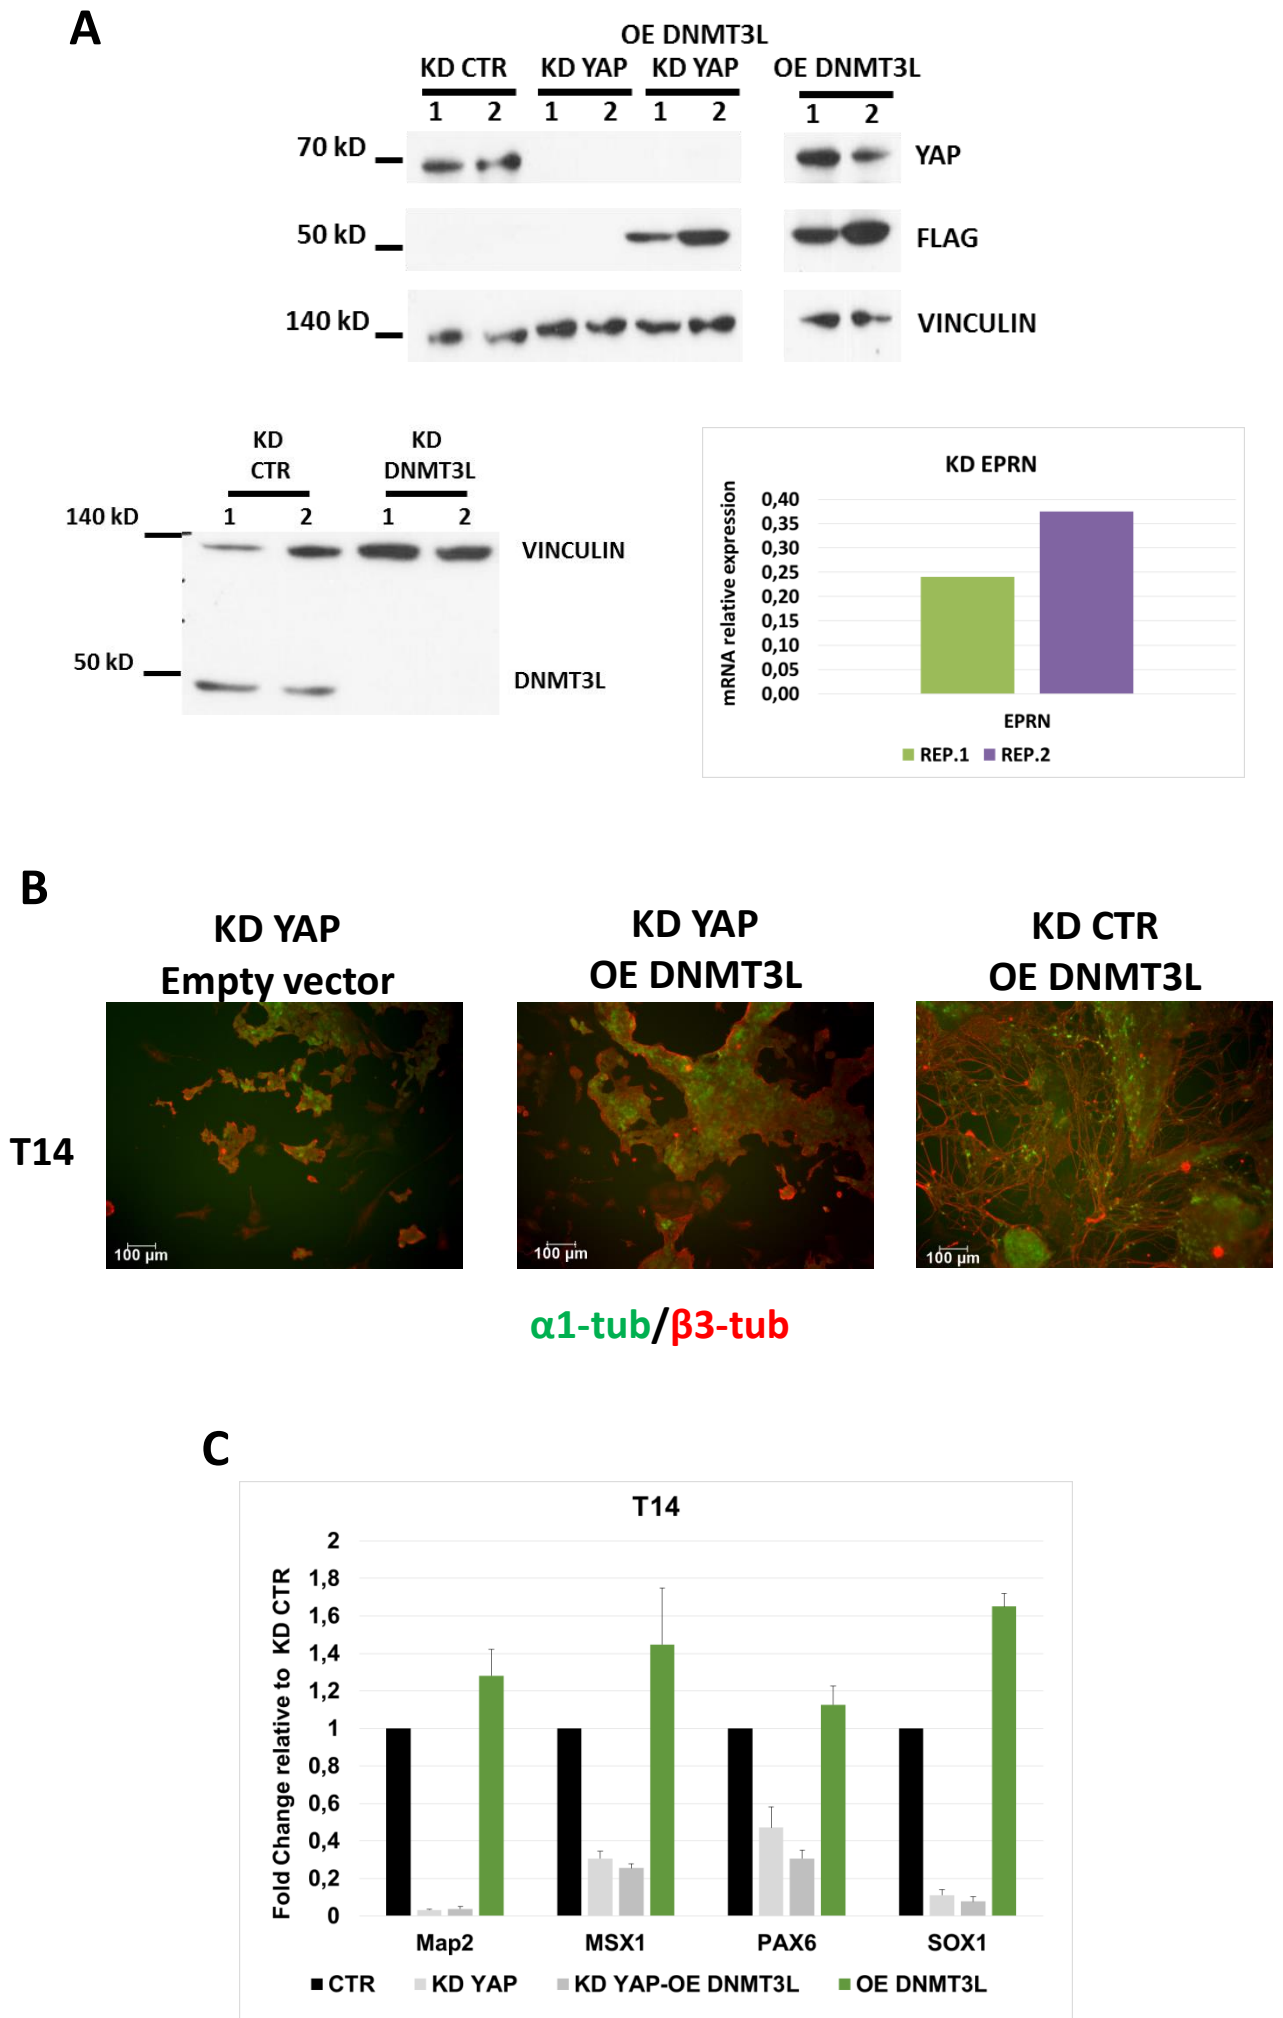 A
OE DNMT3L
KD CTR KD YAP KD YAP OE DNMT3L
1 2 1 2 1 2 1 2
70 kD YAP
50 kD FLAG
140 kD VINCULIN
KD CTR
KD DNMT3L
1 2 1 2
140 kD VINCULIN
50 kD DNMT3L
KD EPRN
mRNA relative expression
0,40
0,35
0,30
0,25
0,20
0,15
0,10
0,05
0,00
EPRN
REP.1 REP.2
B
KD YAP
Empty vector
KD YAP
OE DNMT3L
KD CTR
OE DNMT3L
T14
100 µm
100 µm
100 µm
α1-tub/β3-tub
C
T14
Fold Change relative to KD CTR
2
1,8
1,6
1,4
1,2
1
0,8
0,6
0,4
0,2
0
Map2 MSX1 PAX6 SOX1
CTR KD YAP KD YAP-OE DNMT3L OE DNMT3L